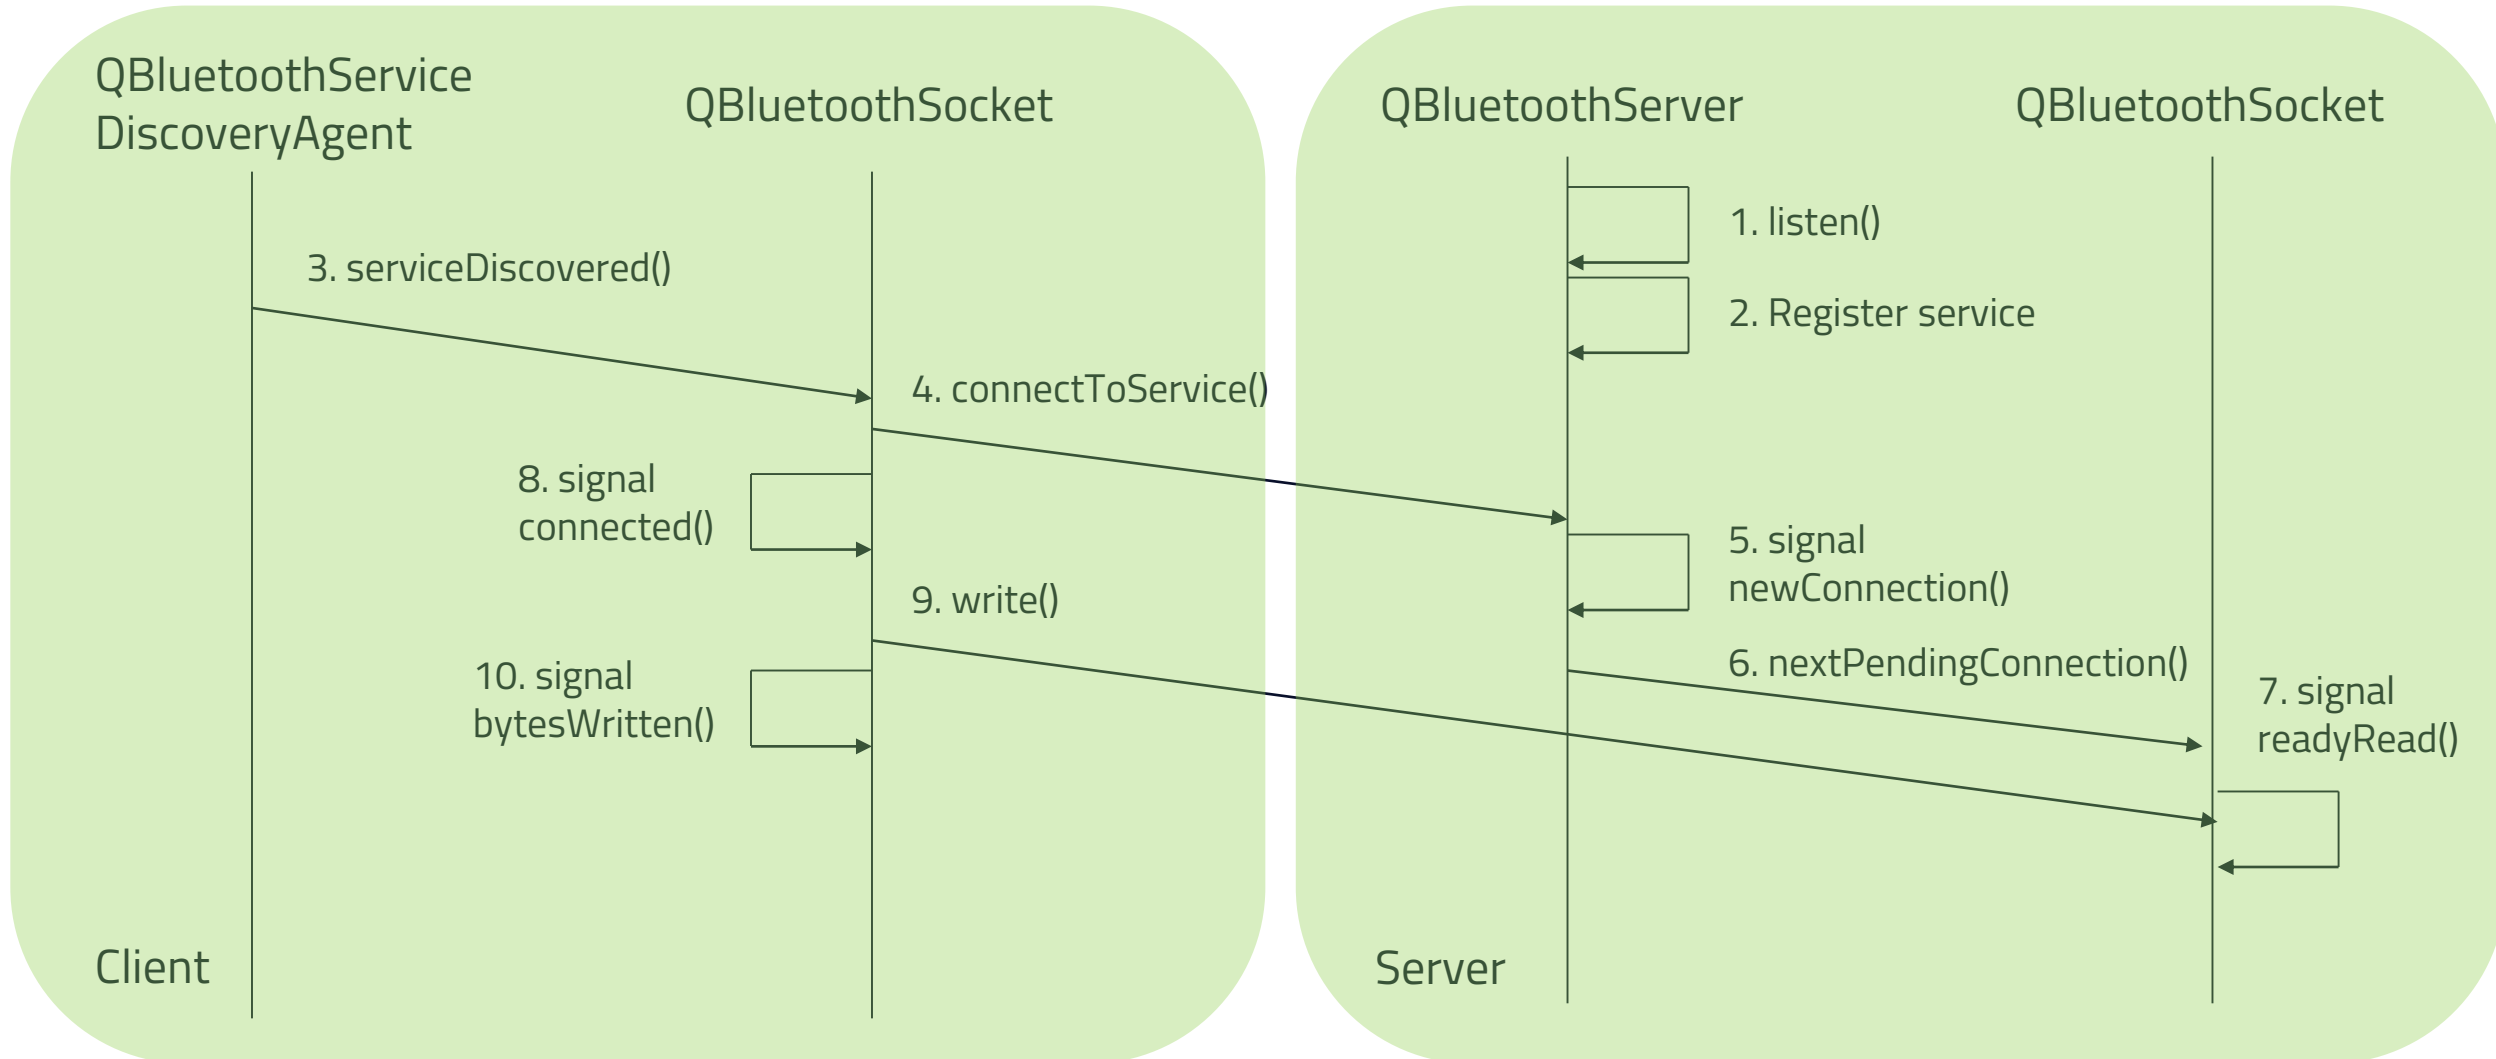 QBluetoothService
DiscoveryAgent
QBluetoothSocket
QBluetoothServer
QBluetoothSocket
1. listen()
3. serviceDiscovered()
2. Register service
4. connectToService()
8. signal
connected()
5. signal
newConnection()
9. write()
6. nextPendingConnection()
10. signal
bytesWritten()
7. signal
readyRead()
Client
Server